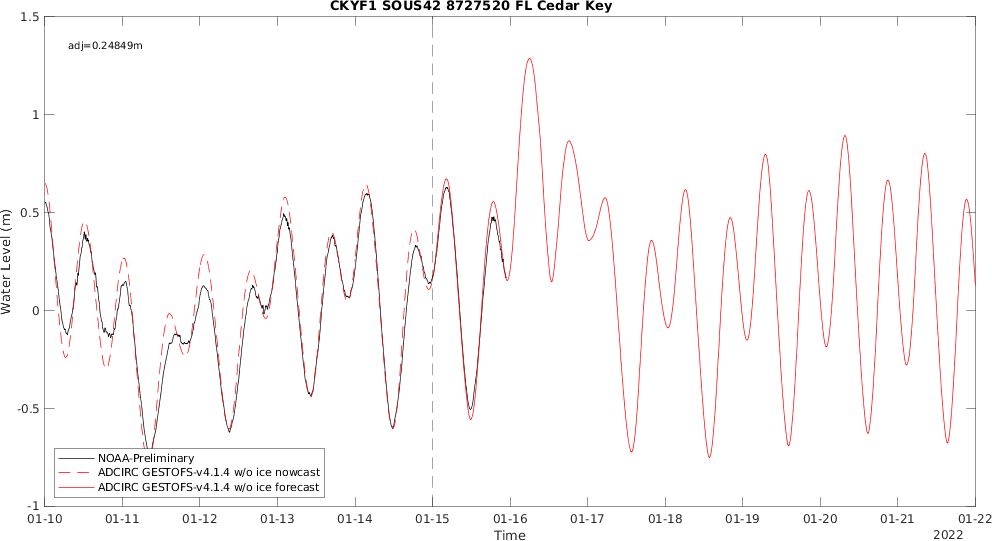 CKYF1 SOUS42 8727520 FL Cedar Key
adj=0.24849m
1.5
1
0.5
0
-0.5
-1
Water Level (m)
NOAA-Preliminary
ADCIRC GESTOFS-v4.1.4 w/o ice nowcast
ADCIRC GESTOFS-v4.1.4 w/o ice forecast
01-10 01-11 01-12 01-13 01-14 01-15 01-16 01-17 01-18 01-19 01-20 01-21 01-22
Time
2022